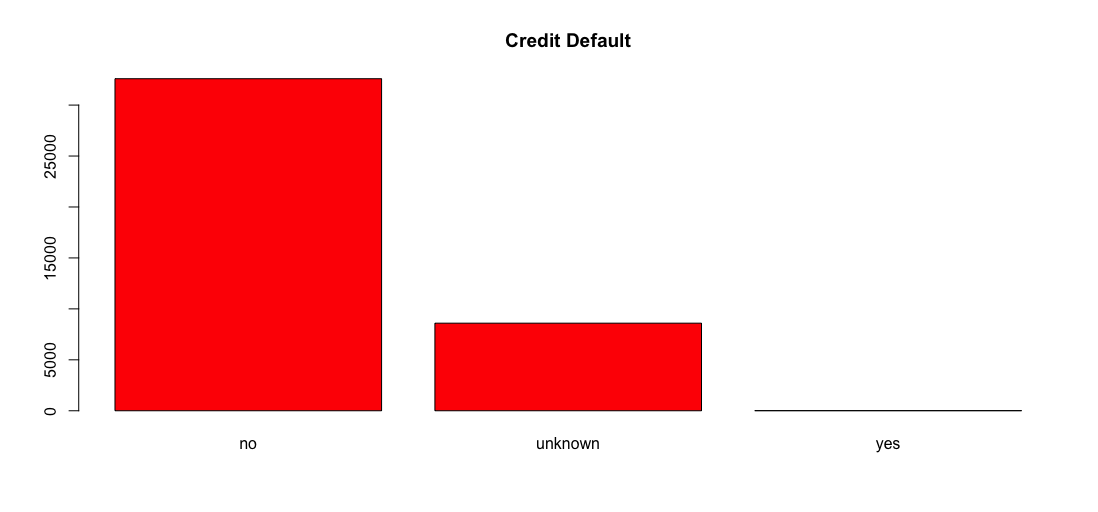 Credit Default
25000
15000
5000
0
no unknown yes